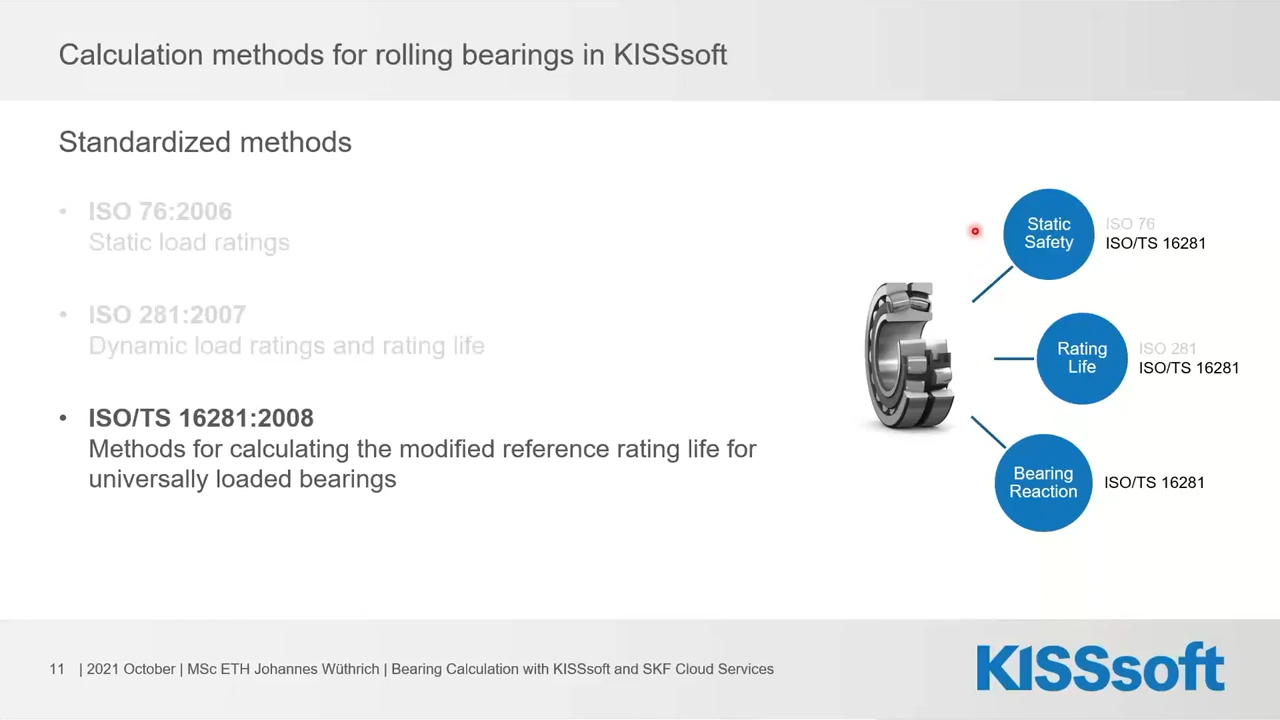 Calculation methods for rolling bearings in KISSsoft
Standardized methods
• ISO 76:2006
Static load ratings
• ISO 281:2007
Dynamic load ratings and rating life
• ISO/TS 16281:2008
Methods for calculating the modified reference rating life for
universally loaded bearings
Static
Safety
ISO 76
ISO/TS 16281
Rating
Life
ISO 281
ISO/TS 16281
Bearing
Reaction
ISO/TS 16281
11 | 2021 October | MSc ETH Johannes Wüthrich | Bearing Calculation with KISSsoft and SKF Cloud Services
KISSsoft